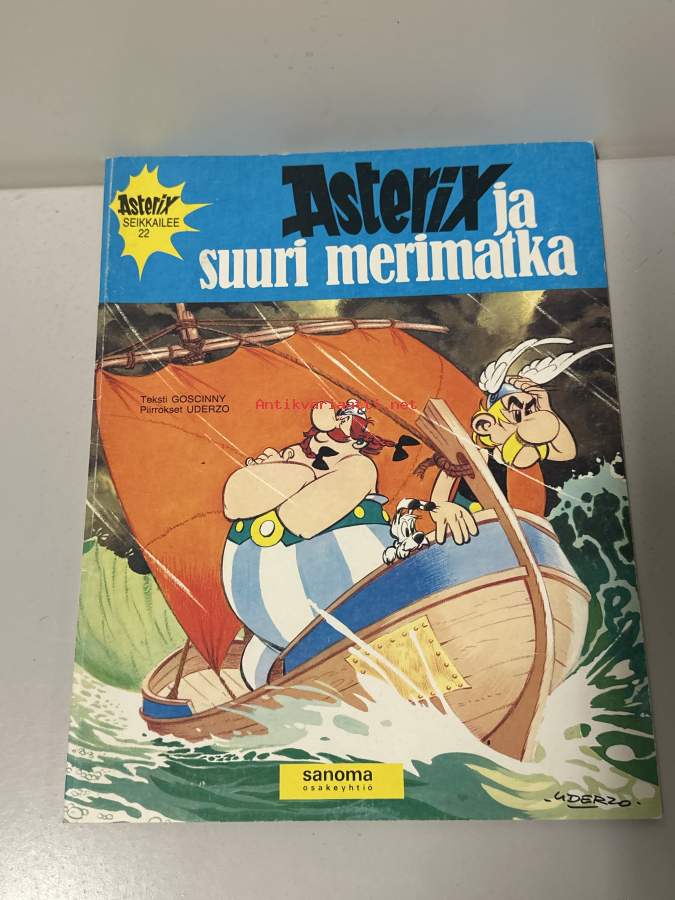 Asterix
SEIKKAILEE
22
Asterix ja
suuri merimatka
Teksti GOSCINNY
Piirrokset UDERZO
Antikvariaatti.net
sanoma
osakeyhtiö
UDERZO